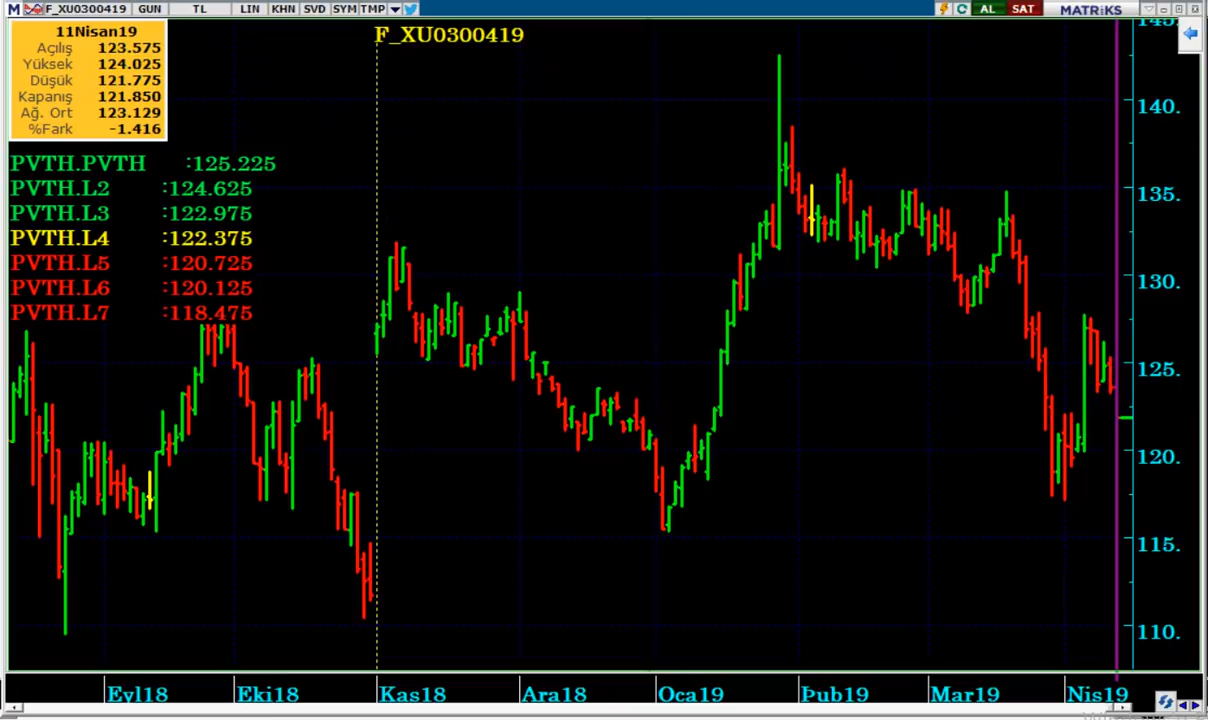 M F_XU0300419 GUN TL LIN KHN SVD SYM TMP AL SAT MATRiKS
F_XU0300419
11Nisan19
Açılış 123.575
Yüksek 124.025
Düşük 121.775
Kapanış 121.850
Ağ. Ort 123.129
%Fark -1.416
PVTH.PVTH :125.225
PVTH.L2 :124.625
PVTH.L3 :122.975
PVTH.L4 :122.375
PVTH.L5 :120.725
PVTH.L6 :120.125
PVTH.L7 :118.475
145.
140.
135.
130.
125.
120.
115.
110.
Eyl18 Eki18 Kas18 Ara18 Oca19 Þub19 Mar19 Nis19